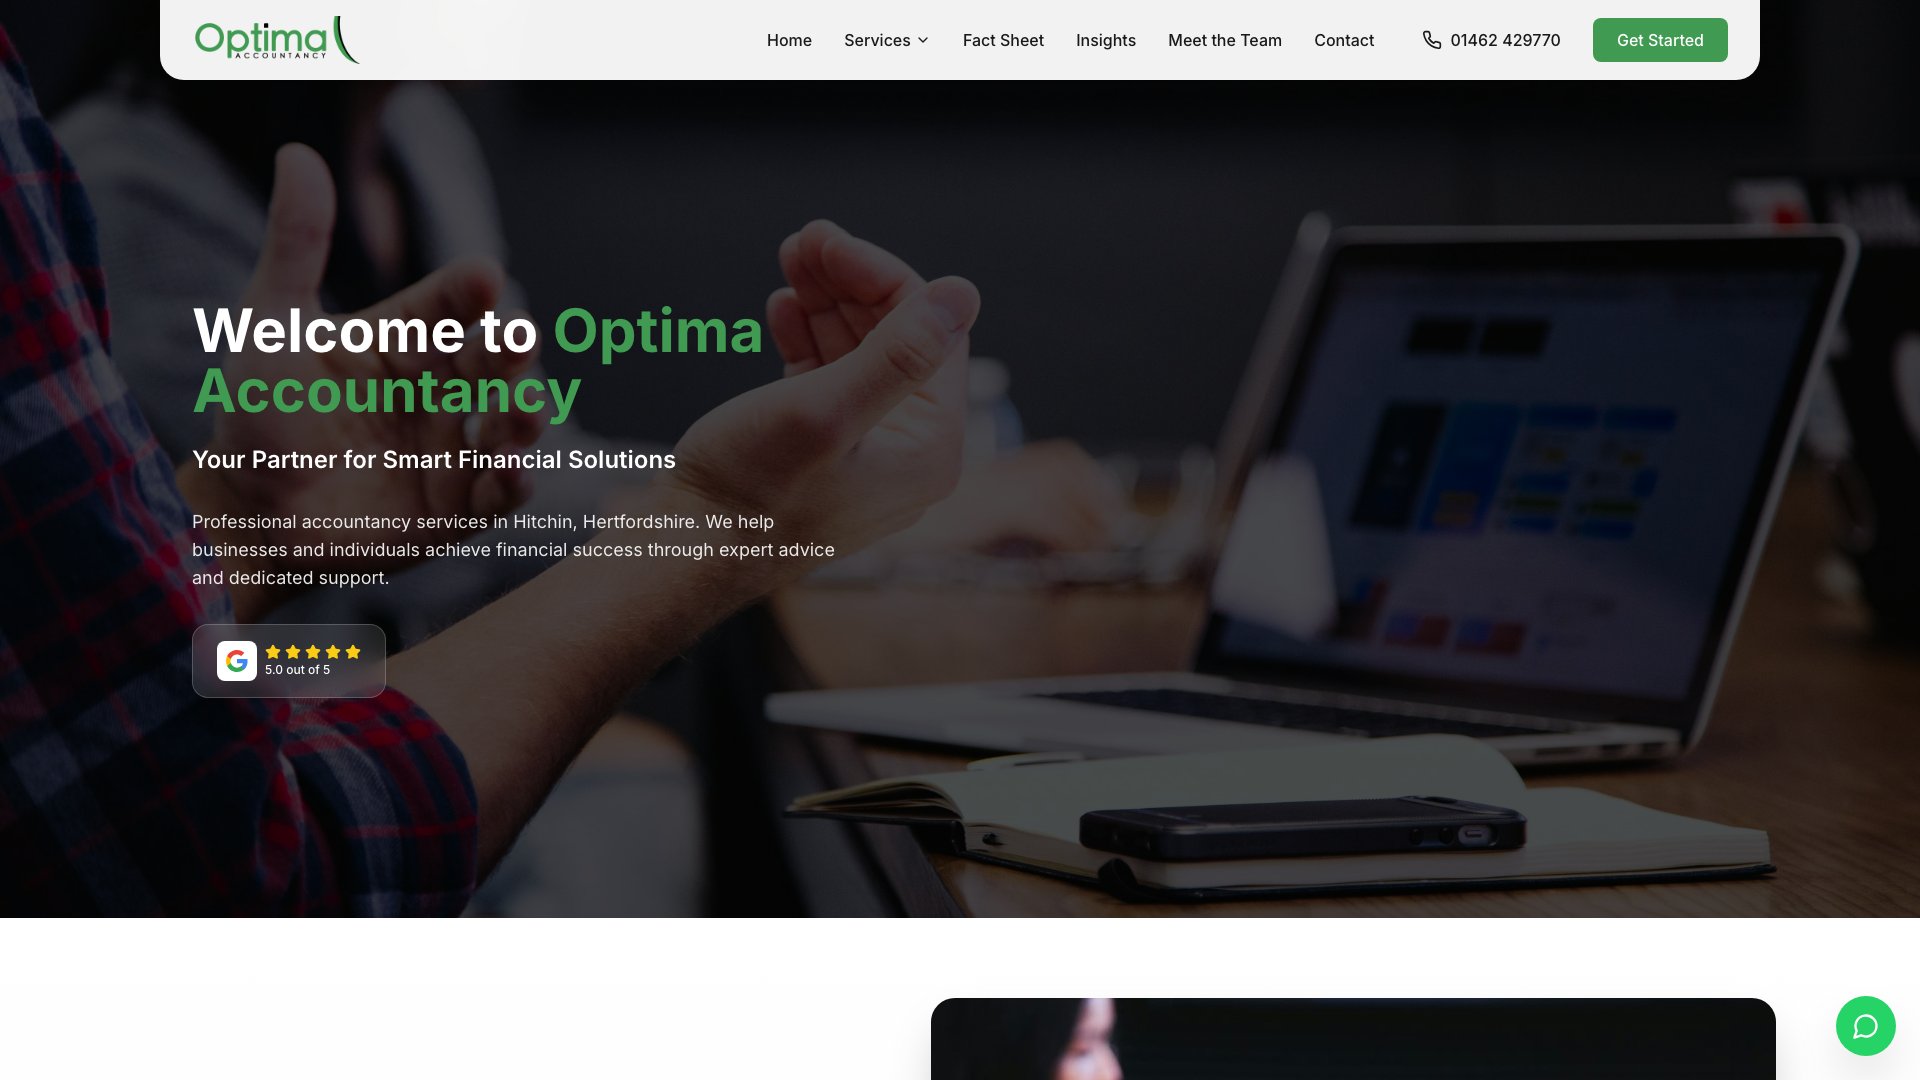 Optima
ACCOUNTANCY
Home
Services
Fact Sheet
Insights
Meet the Team
Contact
01462 429770
Get Started
Welcome to Optima
Accountancy
Your Partner for Smart Financial Solutions
Professional accountancy services in Hitchin, Hertfordshire. We help
businesses and individuals achieve financial success through expert advice
and dedicated support.
G
5.0 out of 5